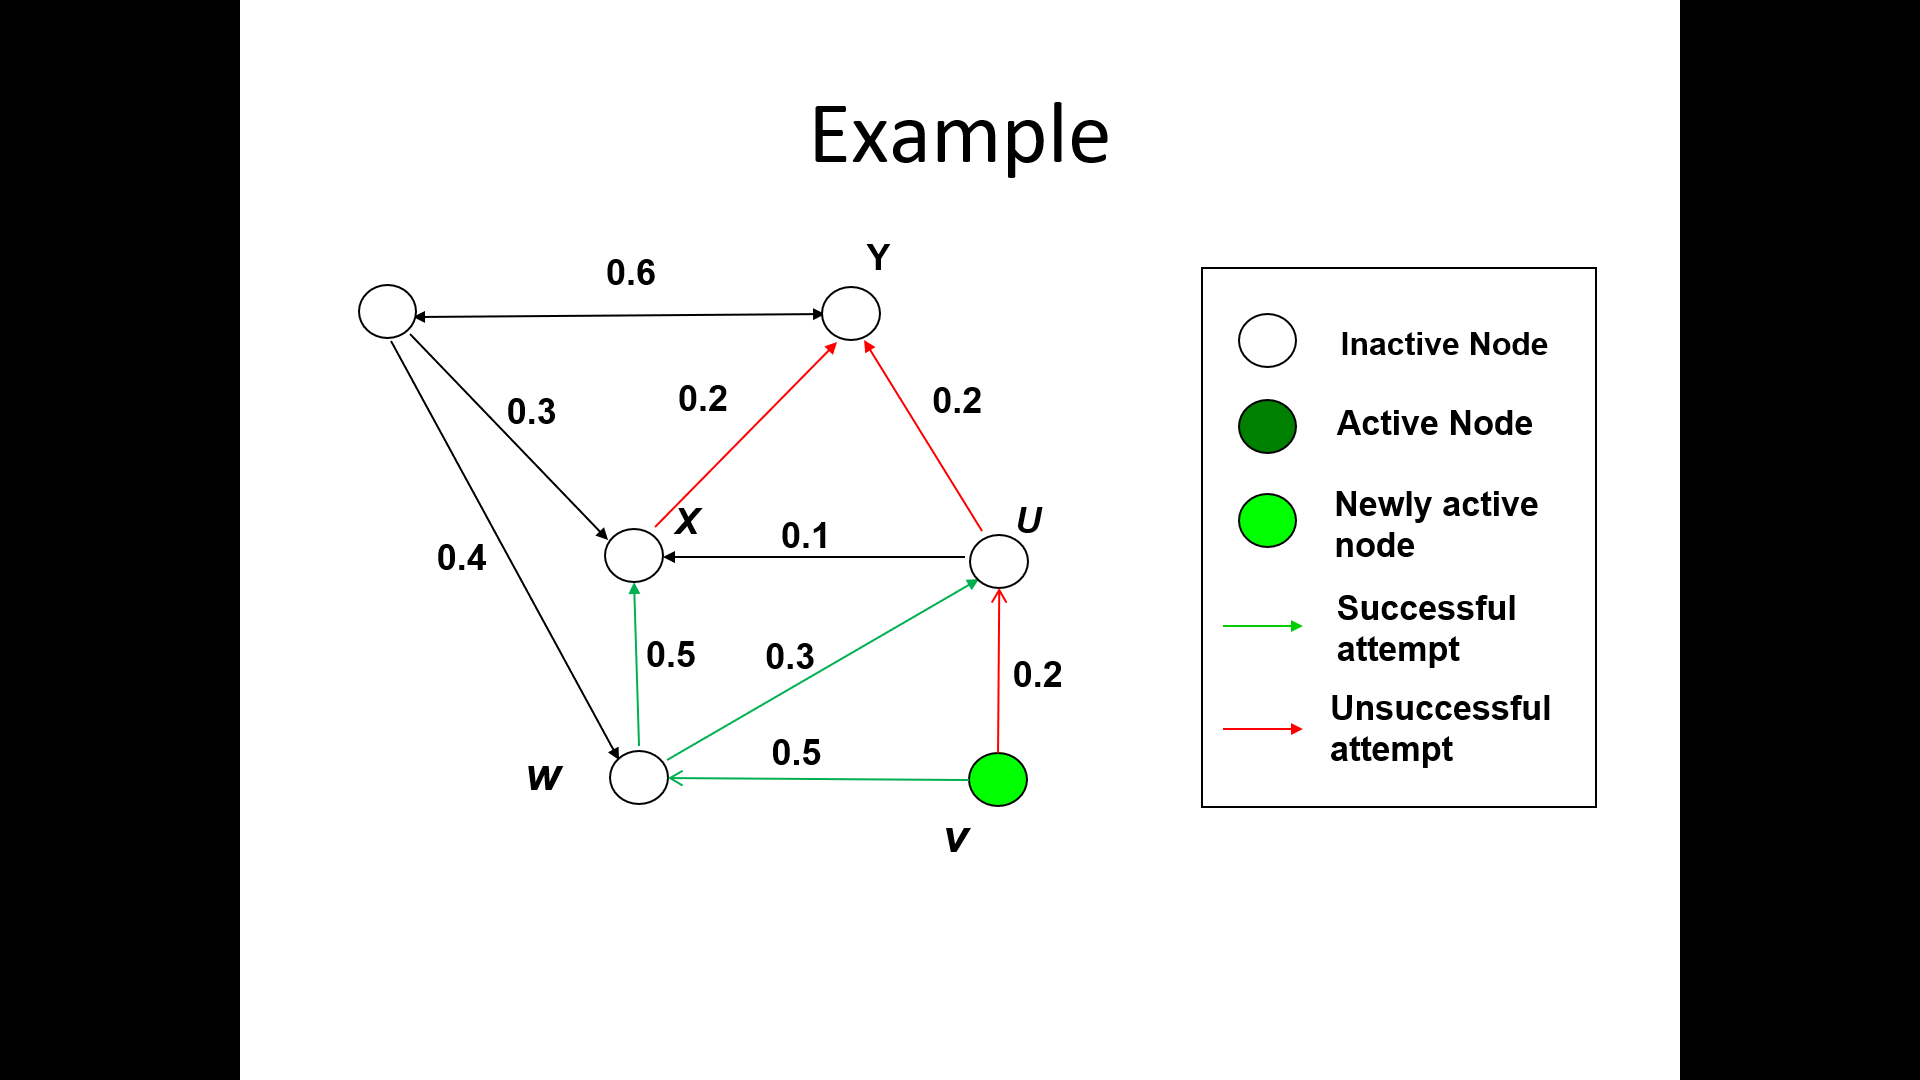 Example
Y
0.6
0.3
0.2
0.2
X
U
0.1
0.4
0.5
0.3
0.2
0.5
w
v
Inactive Node
Active Node
Newly active
node
Successful
attempt
Unsuccessful
attempt